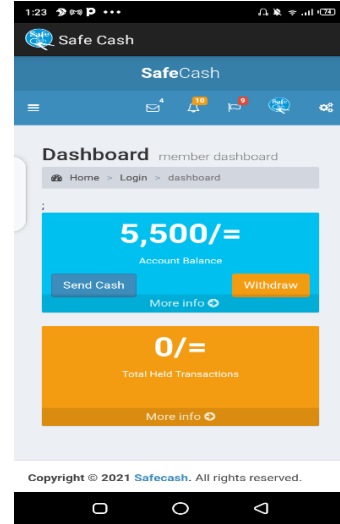 1:23 P ••• 74
Safe Cash
SafeCash
4 10 9
Dashboard member dashboard
Home > Login > dashboard
;
5,500/=
Account Balance
Send Cash Withdraw
More info
0/=
Total Held Transactions
More info
Copyright © 2021 Safecash. All rights reserved.